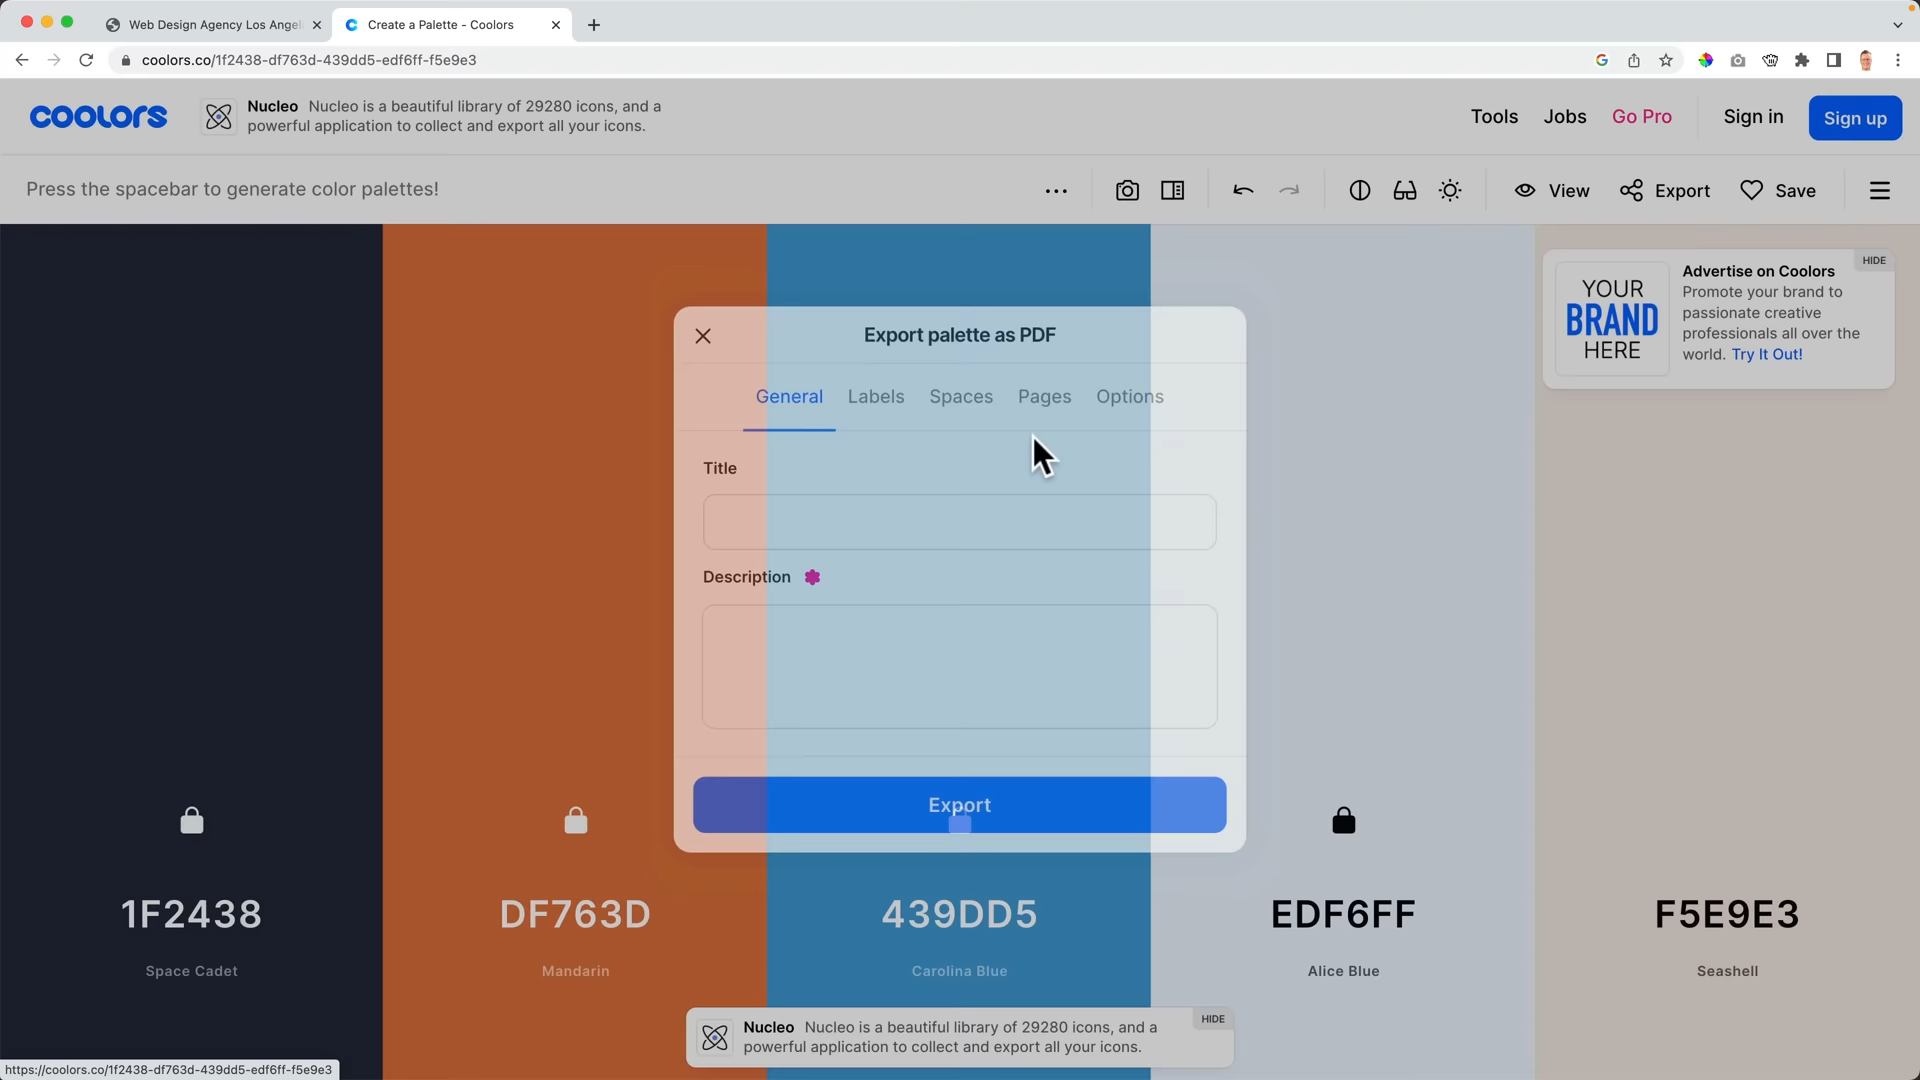 Web Design Agency Los Angel
Create a Palette - Coolors
coolors.co/1f2438-df763d-439dd5-edf6ff-f5e9e3
coolors
Nucleo Nucleo is a beautiful library of 29280 icons, and a
powerful application to collect and export all your icons.
Tools
Jobs
Go Pro
Sign in
Sign up
Press the spacebar to generate color palettes!
View
Export
Save
HIDE
YOUR
BRAND
HERE
Advertise on Coolors
Promote your brand to
passionate creative
professionals all over the
world. Try It Out!
Export palette as PDF
General
Labels
Spaces
Pages
Options
Title
Description
Export
1F2438
DF763D
439DD5
EDF6FF
F5E9E3
Space Cadet
Mandarin
Carolina Blue
Alice Blue
Seashell
Nucleo Nucleo is a beautiful library of 29280 icons, and a
powerful application to collect and export all your icons.
HIDE
https://coolors.co/1f2438-df763d-439dd5-edf6ff-f5e9e3